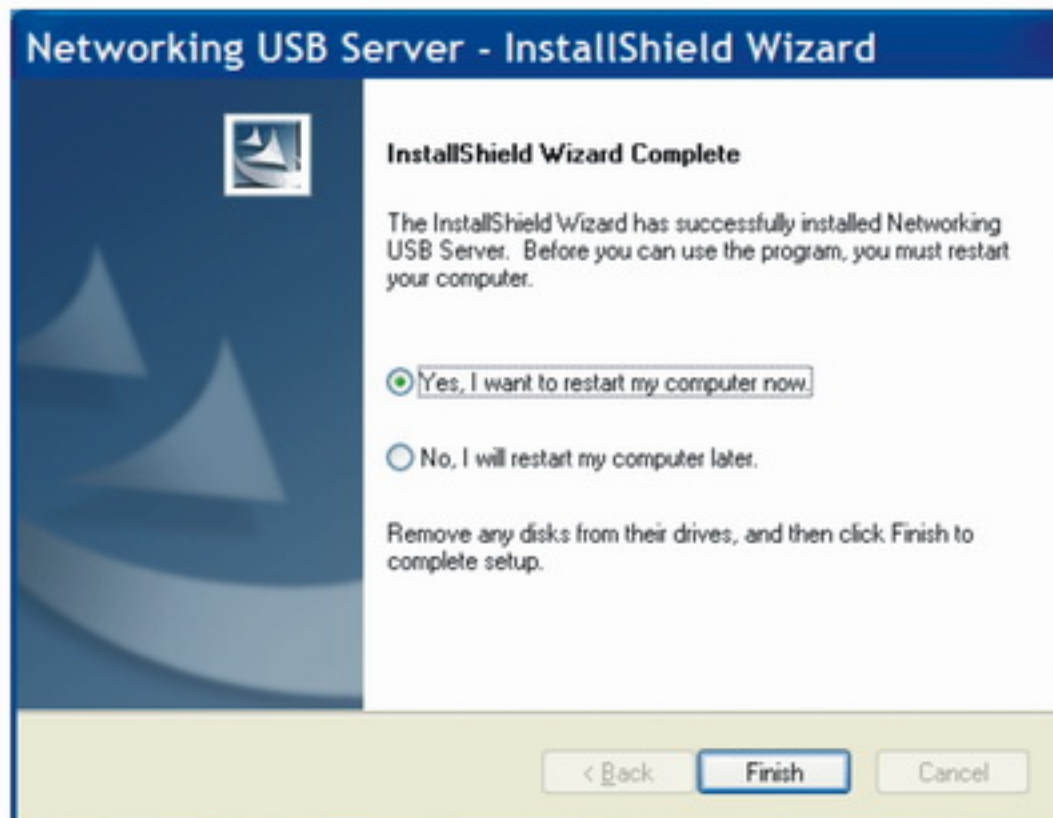 Networking USB Server - InstallShield Wizard
InstallShield Wizard Complete
The InstallShield Wizard has successfully installed Networking
USB Server. Before you can use the program, you must restart
your computer.
Yes, I want to restart my computer now.
No, I will restart my computer later.
Remove any disks from their drives, and then click Finish to
complete setup.
< Back Finish Cancel